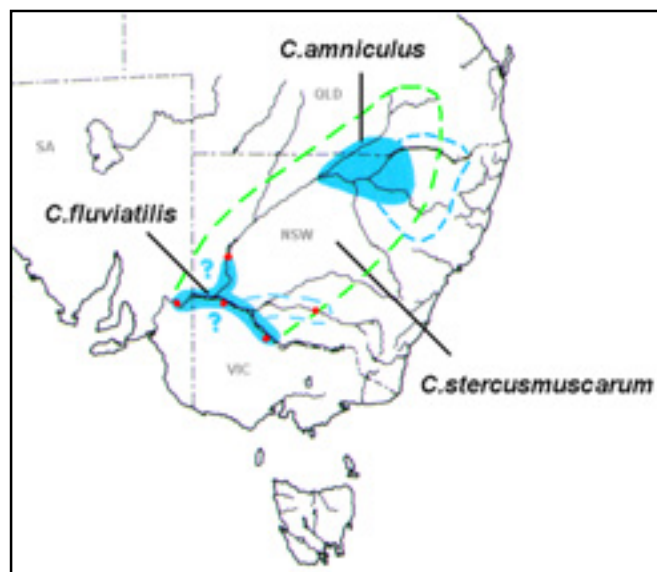 C.amniculus
QLD
SA
C.fluviatilis
NSW
?
?
VIC
C.stercusmuscarum